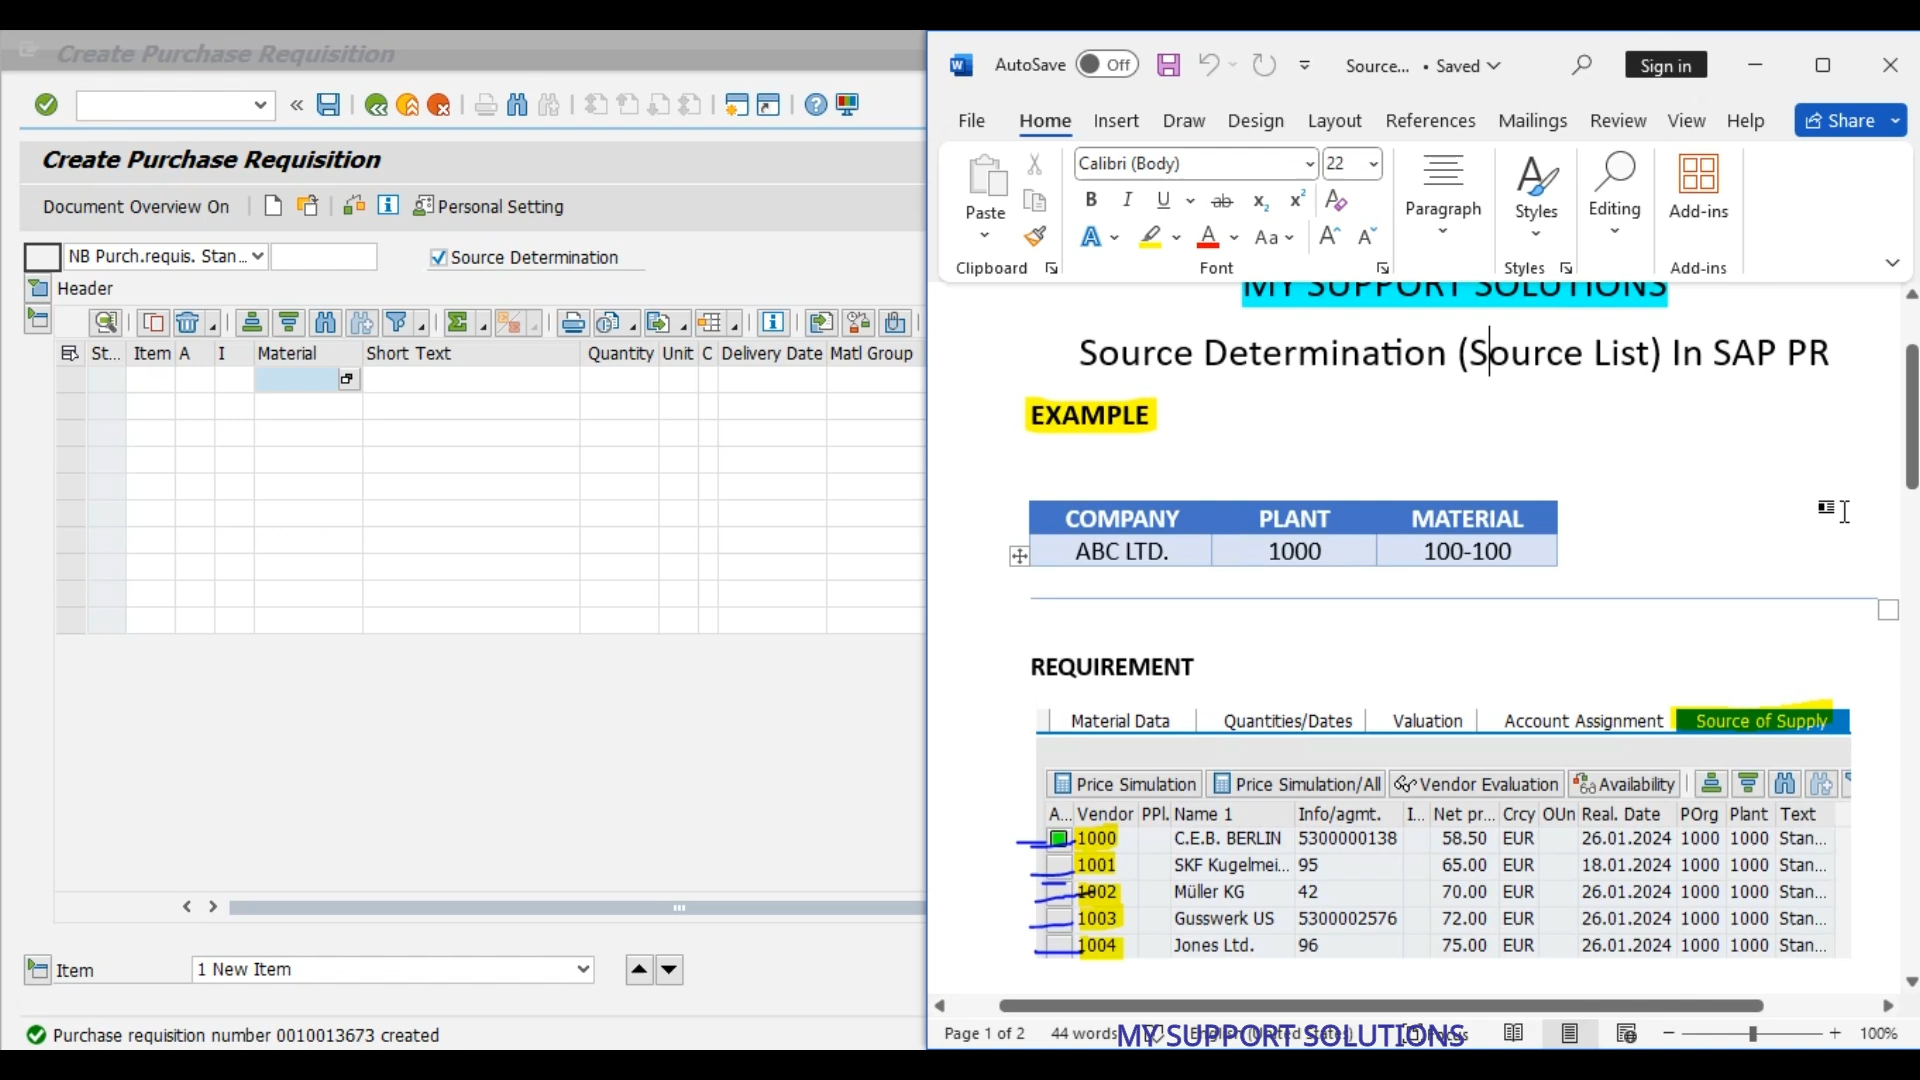 Create Purchase Requisition
Create Purchase Requisition
Document Overview On
Personal Setting
NB Purch.requis. Stan...
Source Determination
Header
St... Item A I Material Short Text Quantity Unit C Delivery Date Matl Group
Item
1 New Item
Purchase requisition number 0010013673 created
AutoSave Off Source... • Saved Sign in
File Home Insert Draw Design Layout References Mailings Review View Help Share
Calibri (Body) 22
Paste Paragraph Styles Editing Add-ins
Clipboard Font Styles Add-ins
MY SUPPORT SOLUTIONS
Source Determination (Source List) In SAP PR
EXAMPLE
COMPANY PLANT MATERIAL
ABC LTD. 1000 100-100
REQUIREMENT
Material Data Quantities/Dates Valuation Account Assignment Source of Supply
Price Simulation Price Simulation/All Vendor Evaluation Availability
A... Vendor PPl. Name 1 Info/agmt. I... Net pr... Crcy OUn Real. Date POrg Plant Text
1000 C.E.B. BERLIN 5300000138 58.50 EUR 26.01.2024 1000 1000 Stan...
1001 SKF Kugelmei... 95 65.00 EUR 18.01.2024 1000 1000 Stan...
1002 Müller KG 42 70.00 EUR 26.01.2024 1000 1000 Stan...
1003 Gusswerk US 5300002576 72.00 EUR 26.01.2024 1000 1000 Stan...
1004 Jones Ltd. 96 75.00 EUR 26.01.2024 1000 1000 Stan...
Page 1 of 2 44 words English (United States) Focus 100%
MY SUPPORT SOLUTIONS